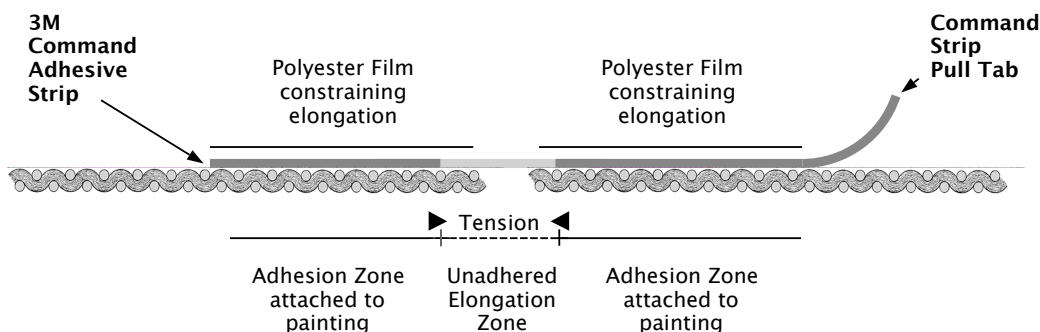 3M
Command
Adhesive
Strip
Polyester Film
constraining
elongation
Polyester Film
constraining
elongation
Command
Strip
Pull Tab
Tension
Adhesion Zone
attached to
painting
Unadhered
Elongation
Zone
Adhesion Zone
attached to
painting